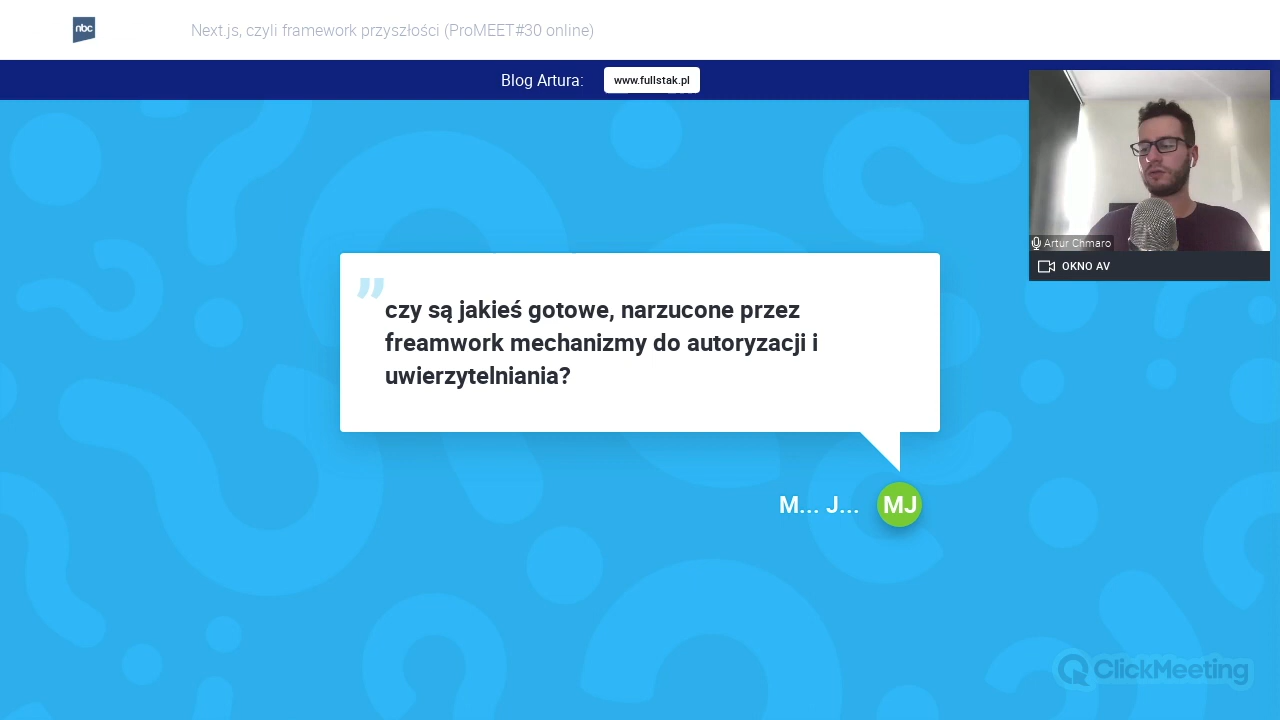 nbc
Next.js, czyli framework przyszłości (ProMEET#30 online)
Blog Artura:
www.fullstak.pl
czy są jakieś gotowe, narzucone przez
freamwork mechanizmy do autoryzacji i
uwierzytelniania?
M... J...
MJ
Artur Chmaro
OKNO AV
ClickMeeting